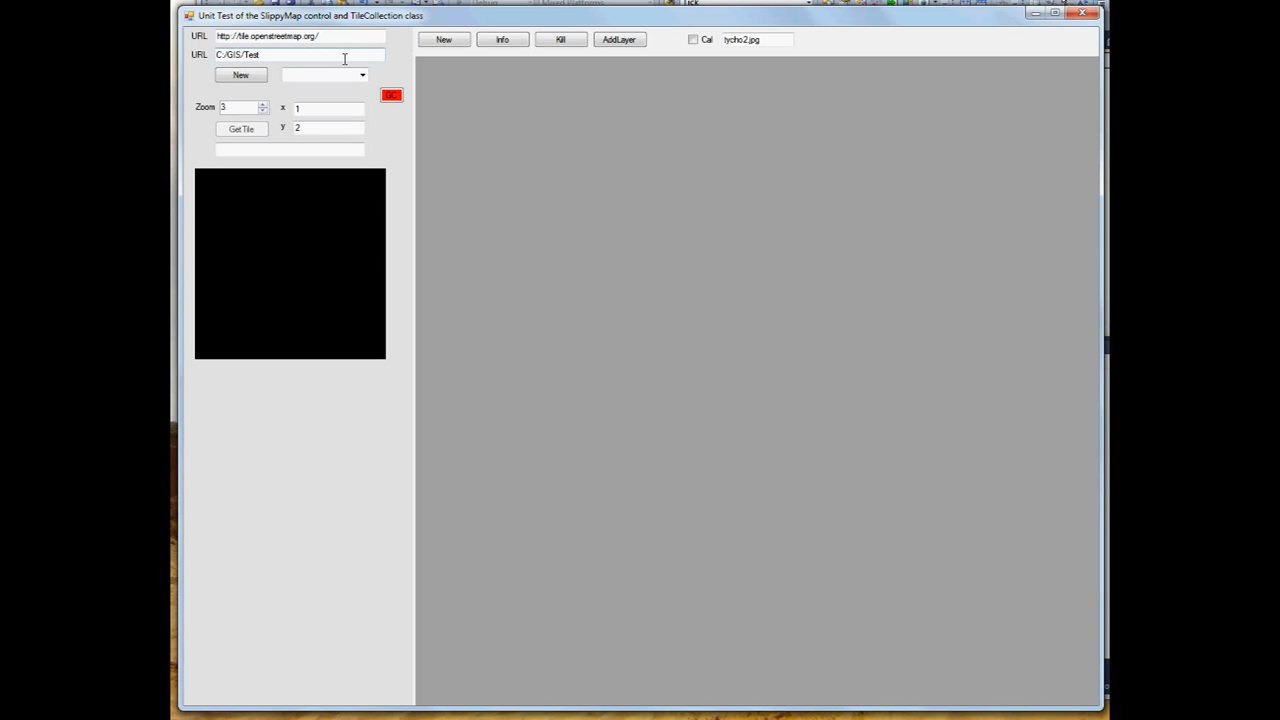 Unit Test of the SlippyMap control and TileCollection class
URL http://tile.openstreetmap.org/
URL C:/GIS/Test
New
GC
Zoom 3 x 1
GetTile y 2
New Info Kill AddLayer Cal tycho2.jpg